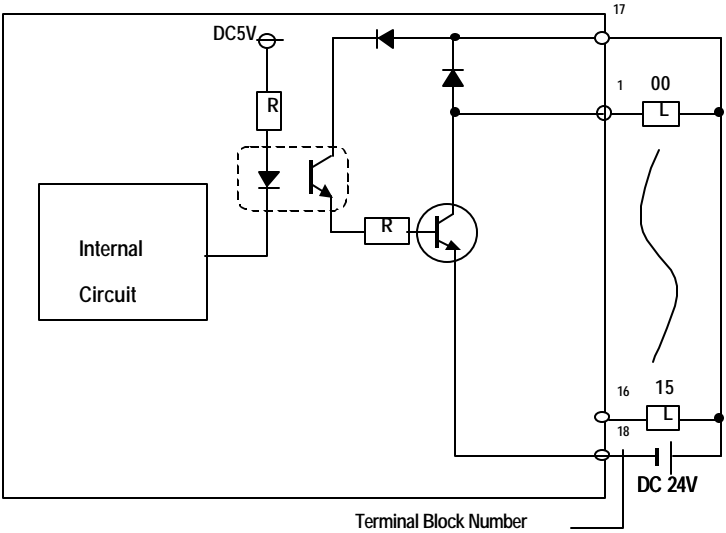 17
DC5V
1 00
R
L
R
Internal
Circuit
16 15
L
18
DC 24V
Terminal Block Number